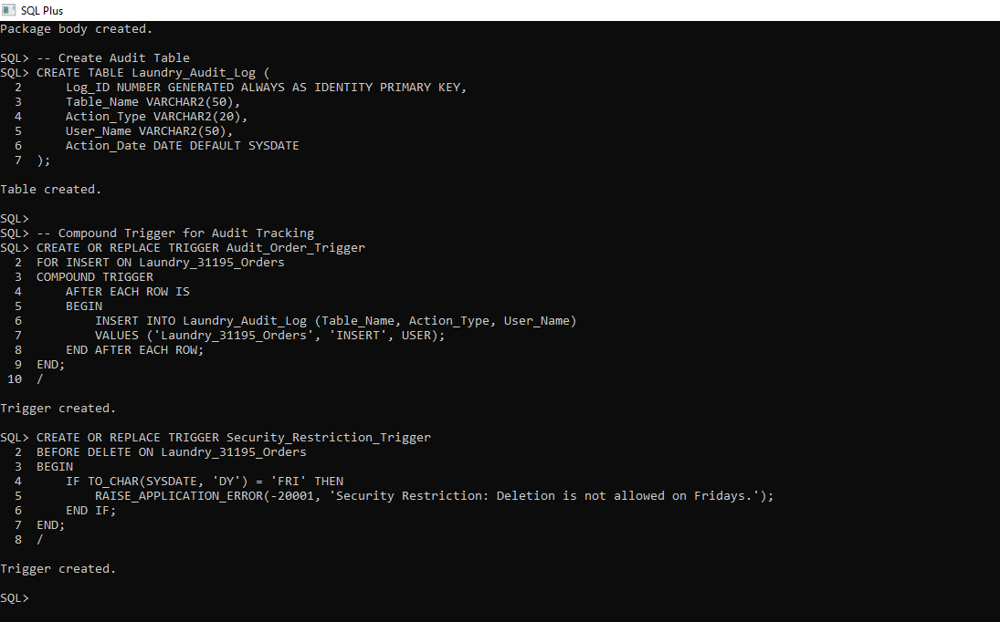 SQL Plus
Package body created.
SQL> -- Create Audit Table
SQL> CREATE TABLE Laundry_Audit_Log (
  2      Log_ID NUMBER GENERATED ALWAYS AS IDENTITY PRIMARY KEY,
  3      Table_Name VARCHAR2(50),
  4      Action_Type VARCHAR2(20),
  5      User_Name VARCHAR2(50),
  6      Action_Date DATE DEFAULT SYSDATE
  7  );
Table created.
SQL>
SQL> -- Compound Trigger for Audit Tracking
SQL> CREATE OR REPLACE TRIGGER Audit_Order_Trigger
  2  FOR INSERT ON Laundry_31195_Orders
  3  COMPOUND TRIGGER
  4      AFTER EACH ROW IS
  5      BEGIN
  6          INSERT INTO Laundry_Audit_Log (Table_Name, Action_Type, User_Name)
  7          VALUES ('Laundry_31195_Orders', 'INSERT', USER);
  8      END AFTER EACH ROW;
  9  END;
 10  /
Trigger created.
SQL> CREATE OR REPLACE TRIGGER Security_Restriction_Trigger
  2  BEFORE DELETE ON Laundry_31195_Orders
  3  BEGIN
  4      IF TO_CHAR(SYSDATE, 'DY') = 'FRI' THEN
  5          RAISE_APPLICATION_ERROR(-20001, 'Security Restriction: Deletion is not allowed on Fridays.');
  6      END IF;
  7  END;
  8  /
Trigger created.
SQL>